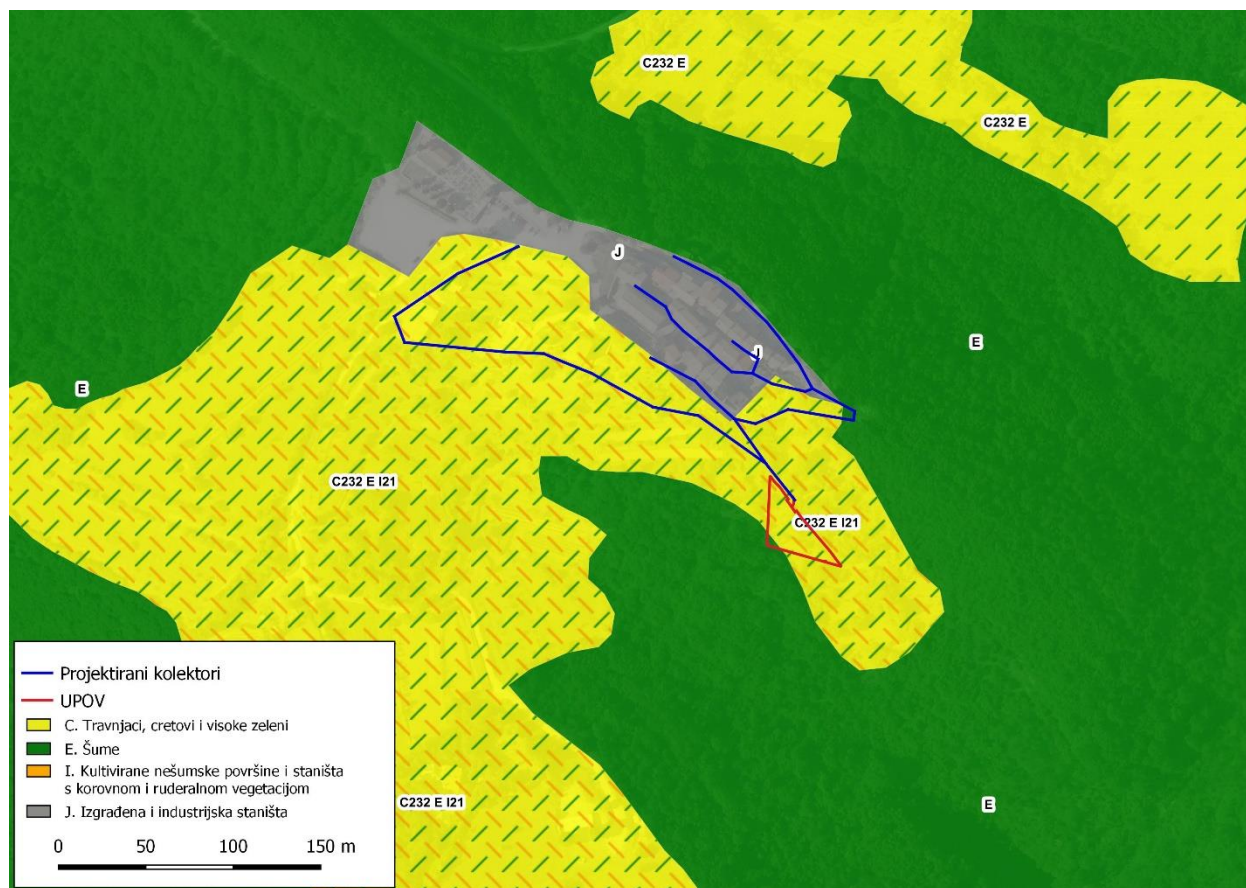 C232 E
C232 E
J
E
J
E
C232 E I21
C232 E I21
C232 E I21
E
Projektirani kolektori
UPOV
C. Travnjaci, cretovi i visoke zeleni
E. Šume
I. Kultivirane nešumske površine i staništa
s korovnom i ruderalnom vegetacijom
J. Izgrađena i industrijska staništa
0 50 100 150 m